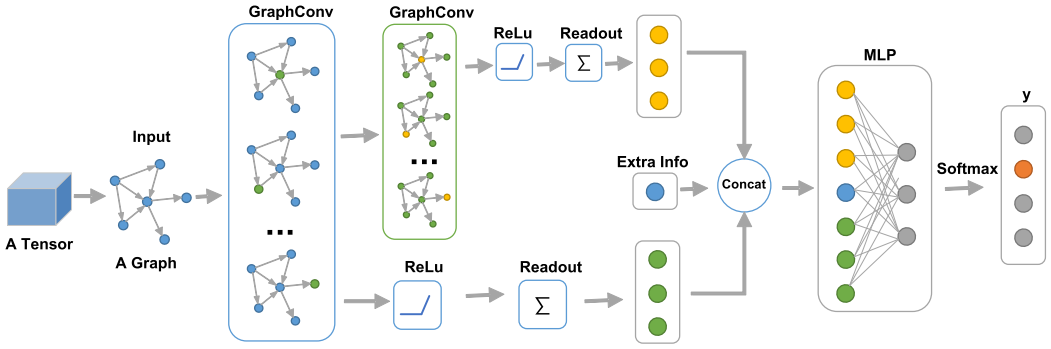 GraphConv
GraphConv
ReLu
Readout
Σ
MLP
y
Input
...
Extra Info
Concat
Softmax
A Tensor
A Graph
...
ReLu
Readout
Σ